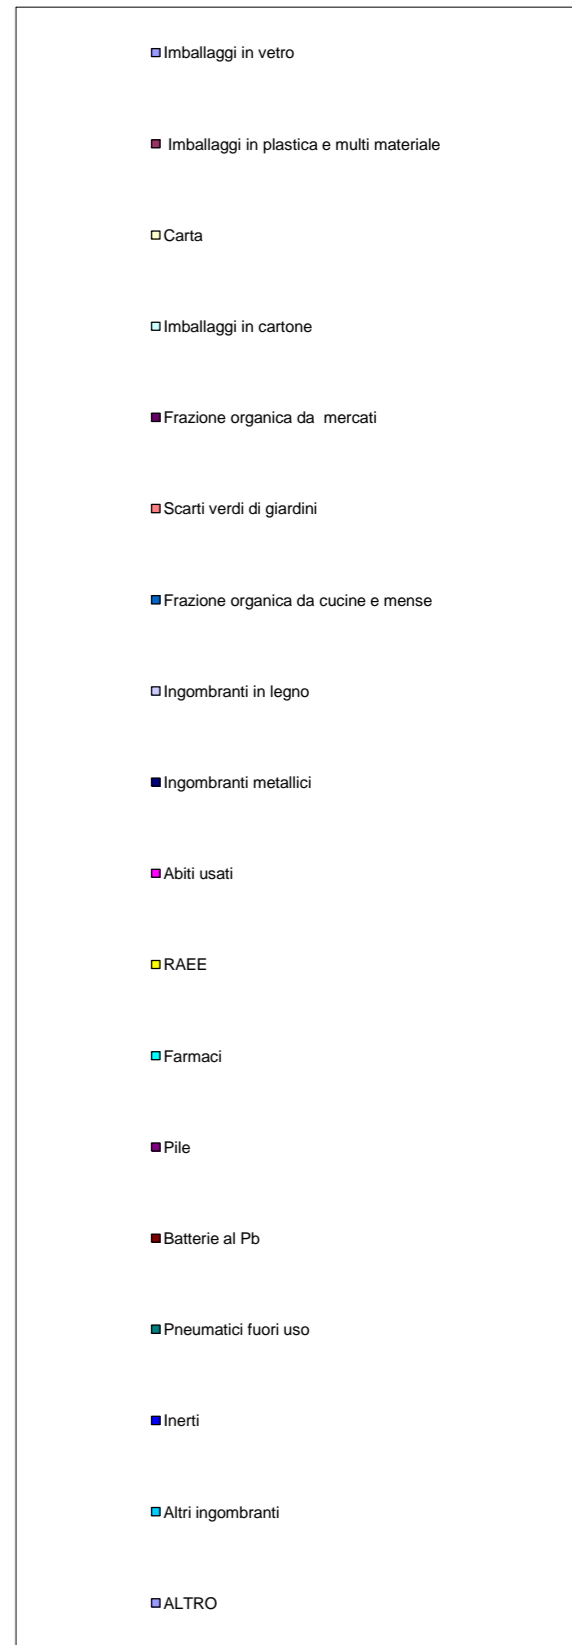 Imballaggi in vetro
Imballaggi in plastica e multi materiale
Carta
Imballaggi in cartone
Frazione organica da  mercati
Scarti verdi di giardini
Frazione organica da cucine e mense
Ingombranti in legno
Ingombranti metallici
Abiti usati
RAEE
Farmaci
Pile
Batterie al Pb
Pneumatici fuori uso
Inerti
Altri ingombranti
ALTRO